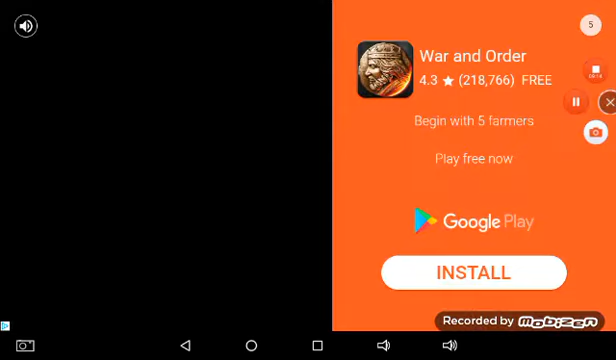 5
War and Order
4.3 ★ (218,766) FREE
Begin with 5 farmers
Play free now
Google Play
INSTALL
Recorded by MOBIZEN